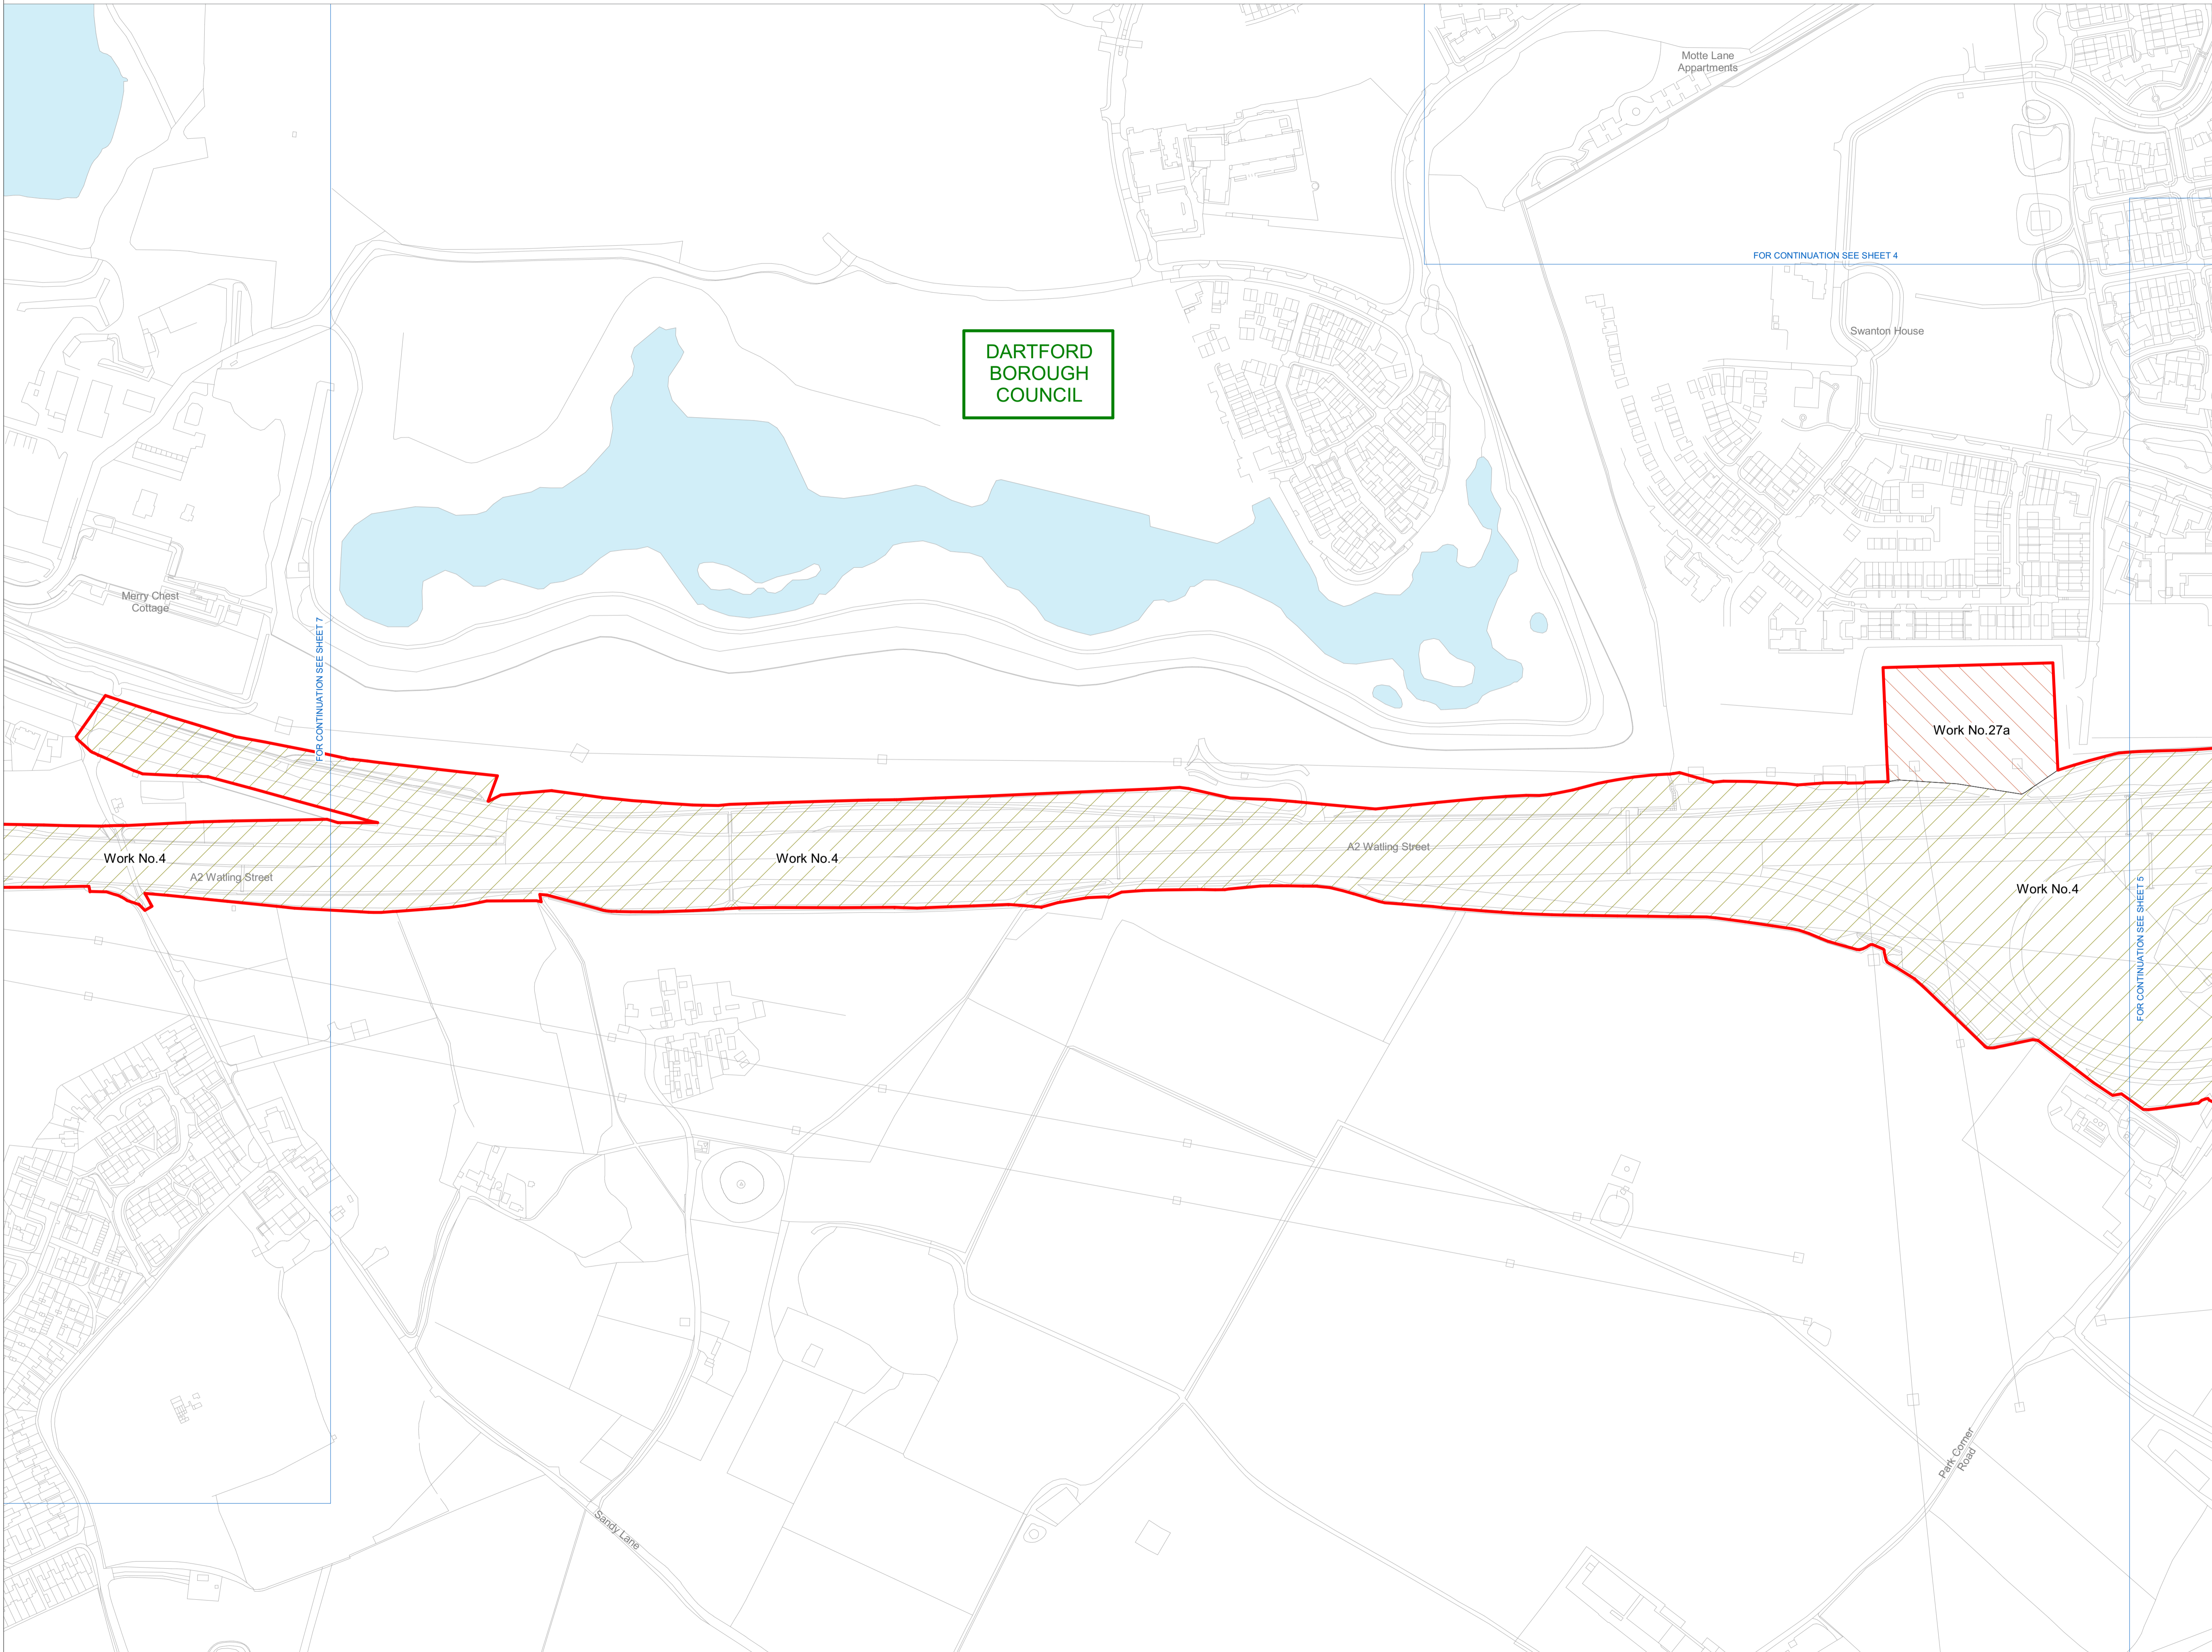 Motte Lane
Appartments
FOR CONTINUATION SEE SHEET 4
Swanton House
DARTFORD
BOROUGH
COUNCIL
Merry Chest
Cottage
FOR CONTINUATION SEE SHEET 7
Work No.27a
A2 Watling Street
Work No.4
Work No.4
A2 Watling Street
Work No.4
FOR CONTINUATION SEE SHEET 5
Park Corner
Road
Sandy Lane